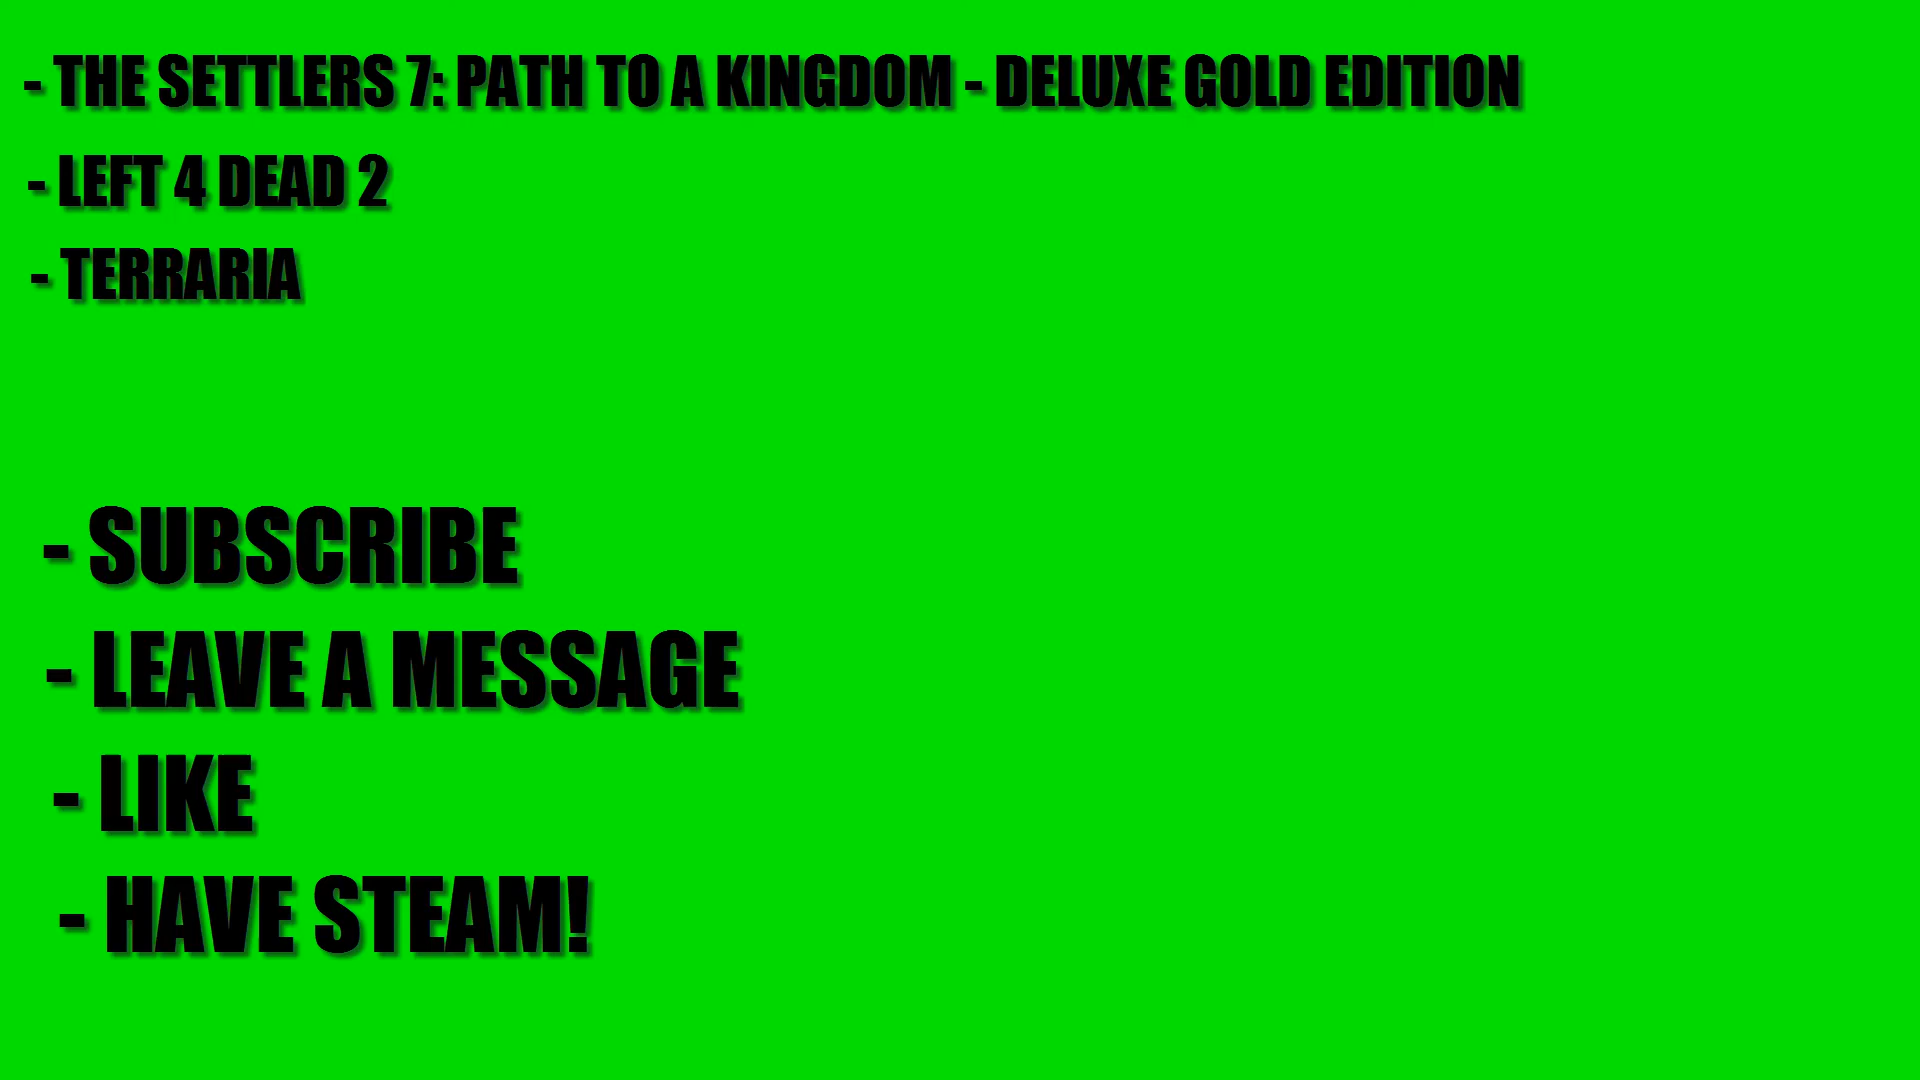 - THE SETTLERS 7: PATH TO A KINGDOM - DELUXE GOLD EDITION
- LEFT 4 DEAD 2
- TERRARIA
- SUBSCRIBE
- LEAVE A MESSAGE
- LIKE
- HAVE STEAM!